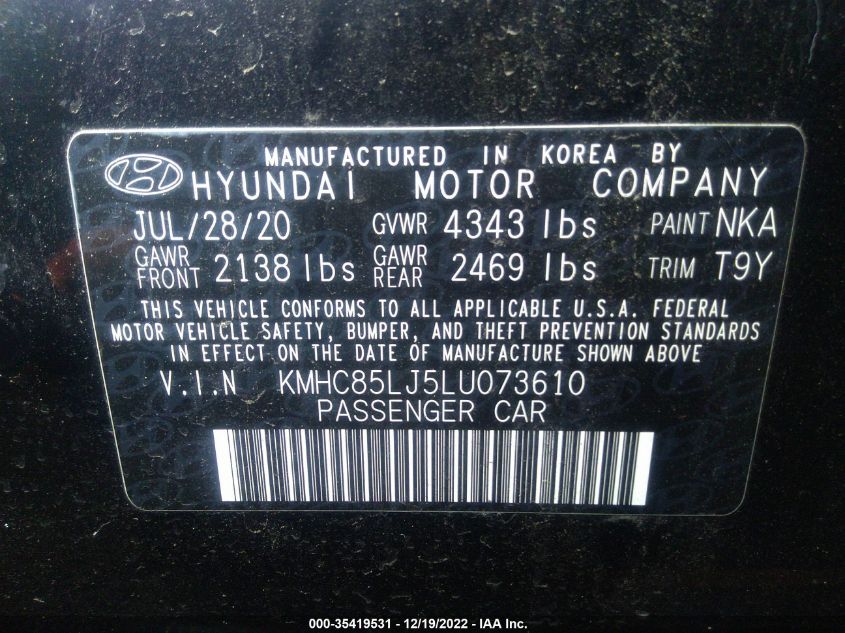 MANUFACTURED IN KOREA BY
HYUNDAI MOTOR COMPANY
JUL/28/20 GVWR 4343 lbs PAINT NKA
GAWR FRONT 2138 lbs GAWR REAR 2469 lbs TRIM T9Y
THIS VEHICLE CONFORMS TO ALL APPLICABLE U.S.A. FEDERAL
MOTOR VEHICLE SAFETY, BUMPER, AND THEFT PREVENTION STANDARDS
IN EFFECT ON THE DATE OF MANUFACTURE SHOWN ABOVE
V.I.N KMHC85LJ5LU073610
PASSENGER CAR
000-35419531 - 12/19/2022 - IAA Inc.